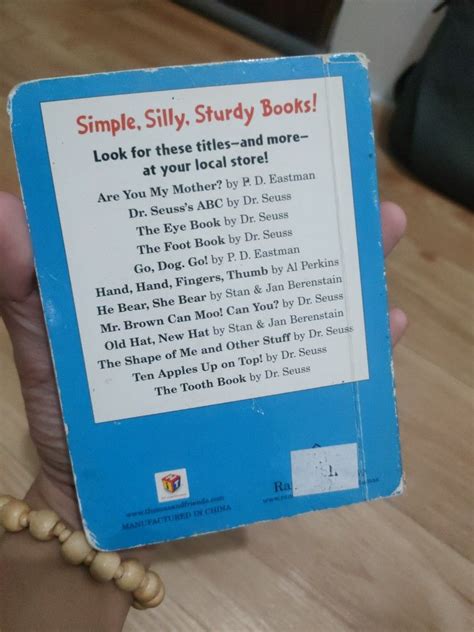 Simple, Silly, Sturdy Books!
Look for these titles—and more—
at your local store!
Are You My Mother? by P. D. Eastman
Dr. Seuss's ABC by Dr. Seuss
The Eye Book by Dr. Seuss
The Foot Book by Dr. Seuss
Go, Dog. Go! by P. D. Eastman
Hand, Hand, Fingers, Thumb by Al Perkins
He Bear, She Bear by Stan & Jan Berenstain
Mr. Brown Can Moo! Can You? by Dr. Seuss
Old Hat, New Hat by Stan & Jan Berenstain
The Shape of Me and Other Stuff by Dr. Seuss
Ten Apples Up on Top! by Dr. Seuss
The Tooth Book by Dr. Seuss
MANUFACTURED IN CHINA